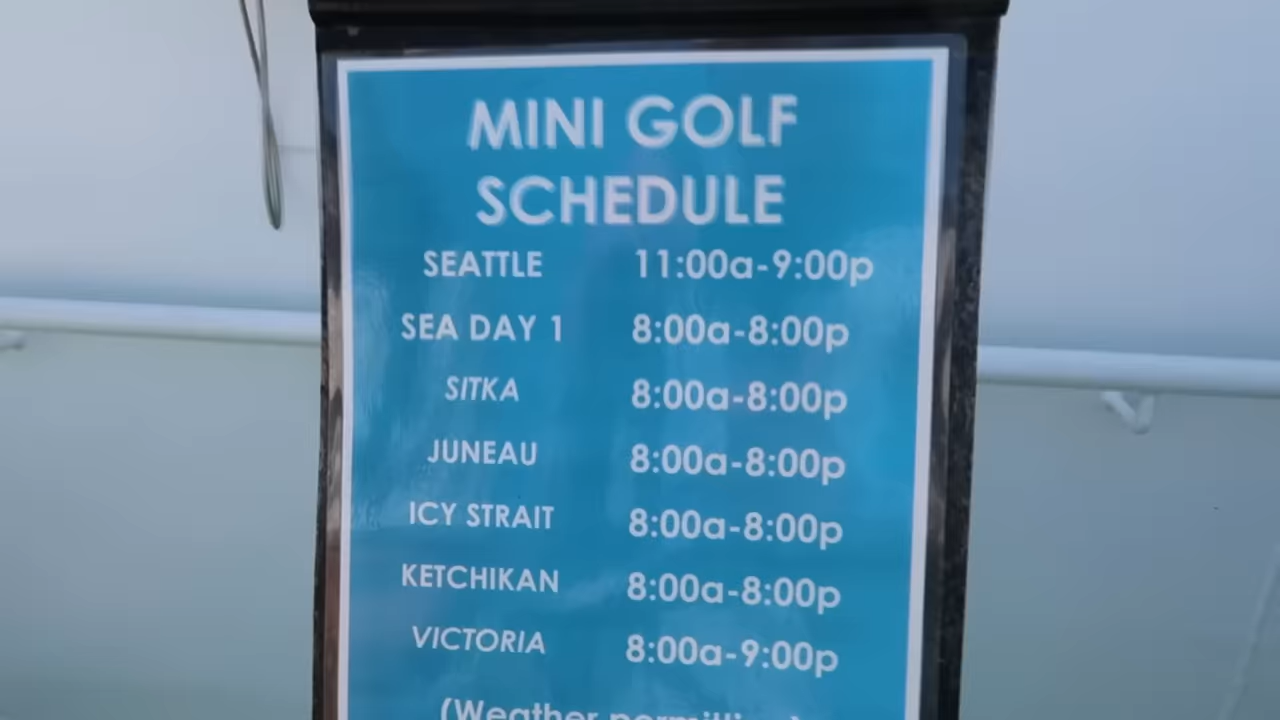 MINI GOLF
SCHEDULE
SEATTLE 11:00a-9:00p
SEA DAY 1 8:00a-8:00p
SITKA 8:00a-8:00p
JUNEAU 8:00a-8:00p
ICY STRAIT 8:00a-8:00p
KETCHIKAN 8:00a-8:00p
VICTORIA 8:00a-9:00p
(Weather permitting)